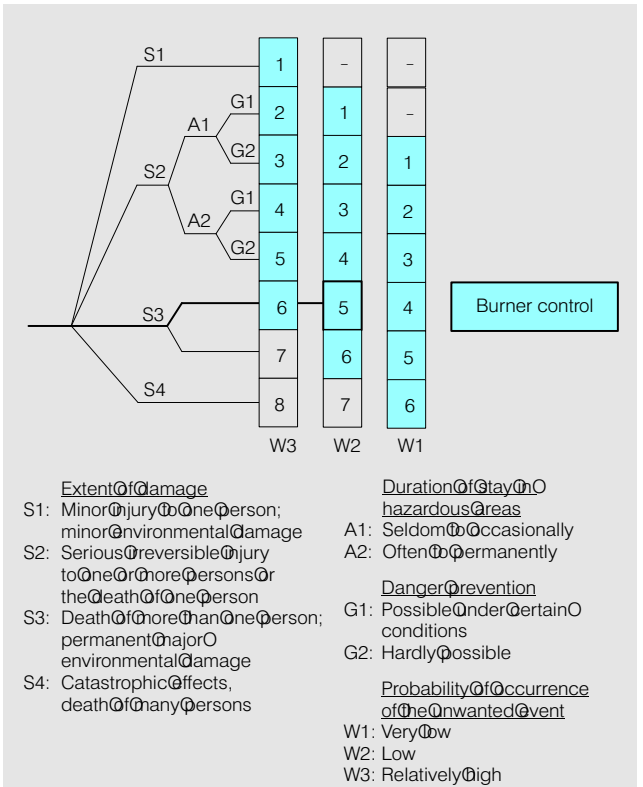 S1
1
-
-
G1
A1
2
1
-
G2
3
2
1
S2
G1
4
3
2
A2
G2
5
4
3
S3
6
5
4
Burner control
7
6
5
S4
8
7
6
W3 W2 W1
Extent of damage
S1: Minor injury to one person;
minor environmental damage
S2: Serious irreversible injury
to one or more persons or
the death of one person
S3: Death of more than one person;
permanent major
environmental damage
S4: Catastrophic effects,
death of many persons
Duration of stay in
hazardous areas
A1: Seldom to occasionally
A2: Often to permanently
Danger prevention
G1: Possible under certain
conditions
G2: Hardly possible
Probability of occurrence
of the unwanted event
W1: Very low
W2: Low
W3: Relatively high